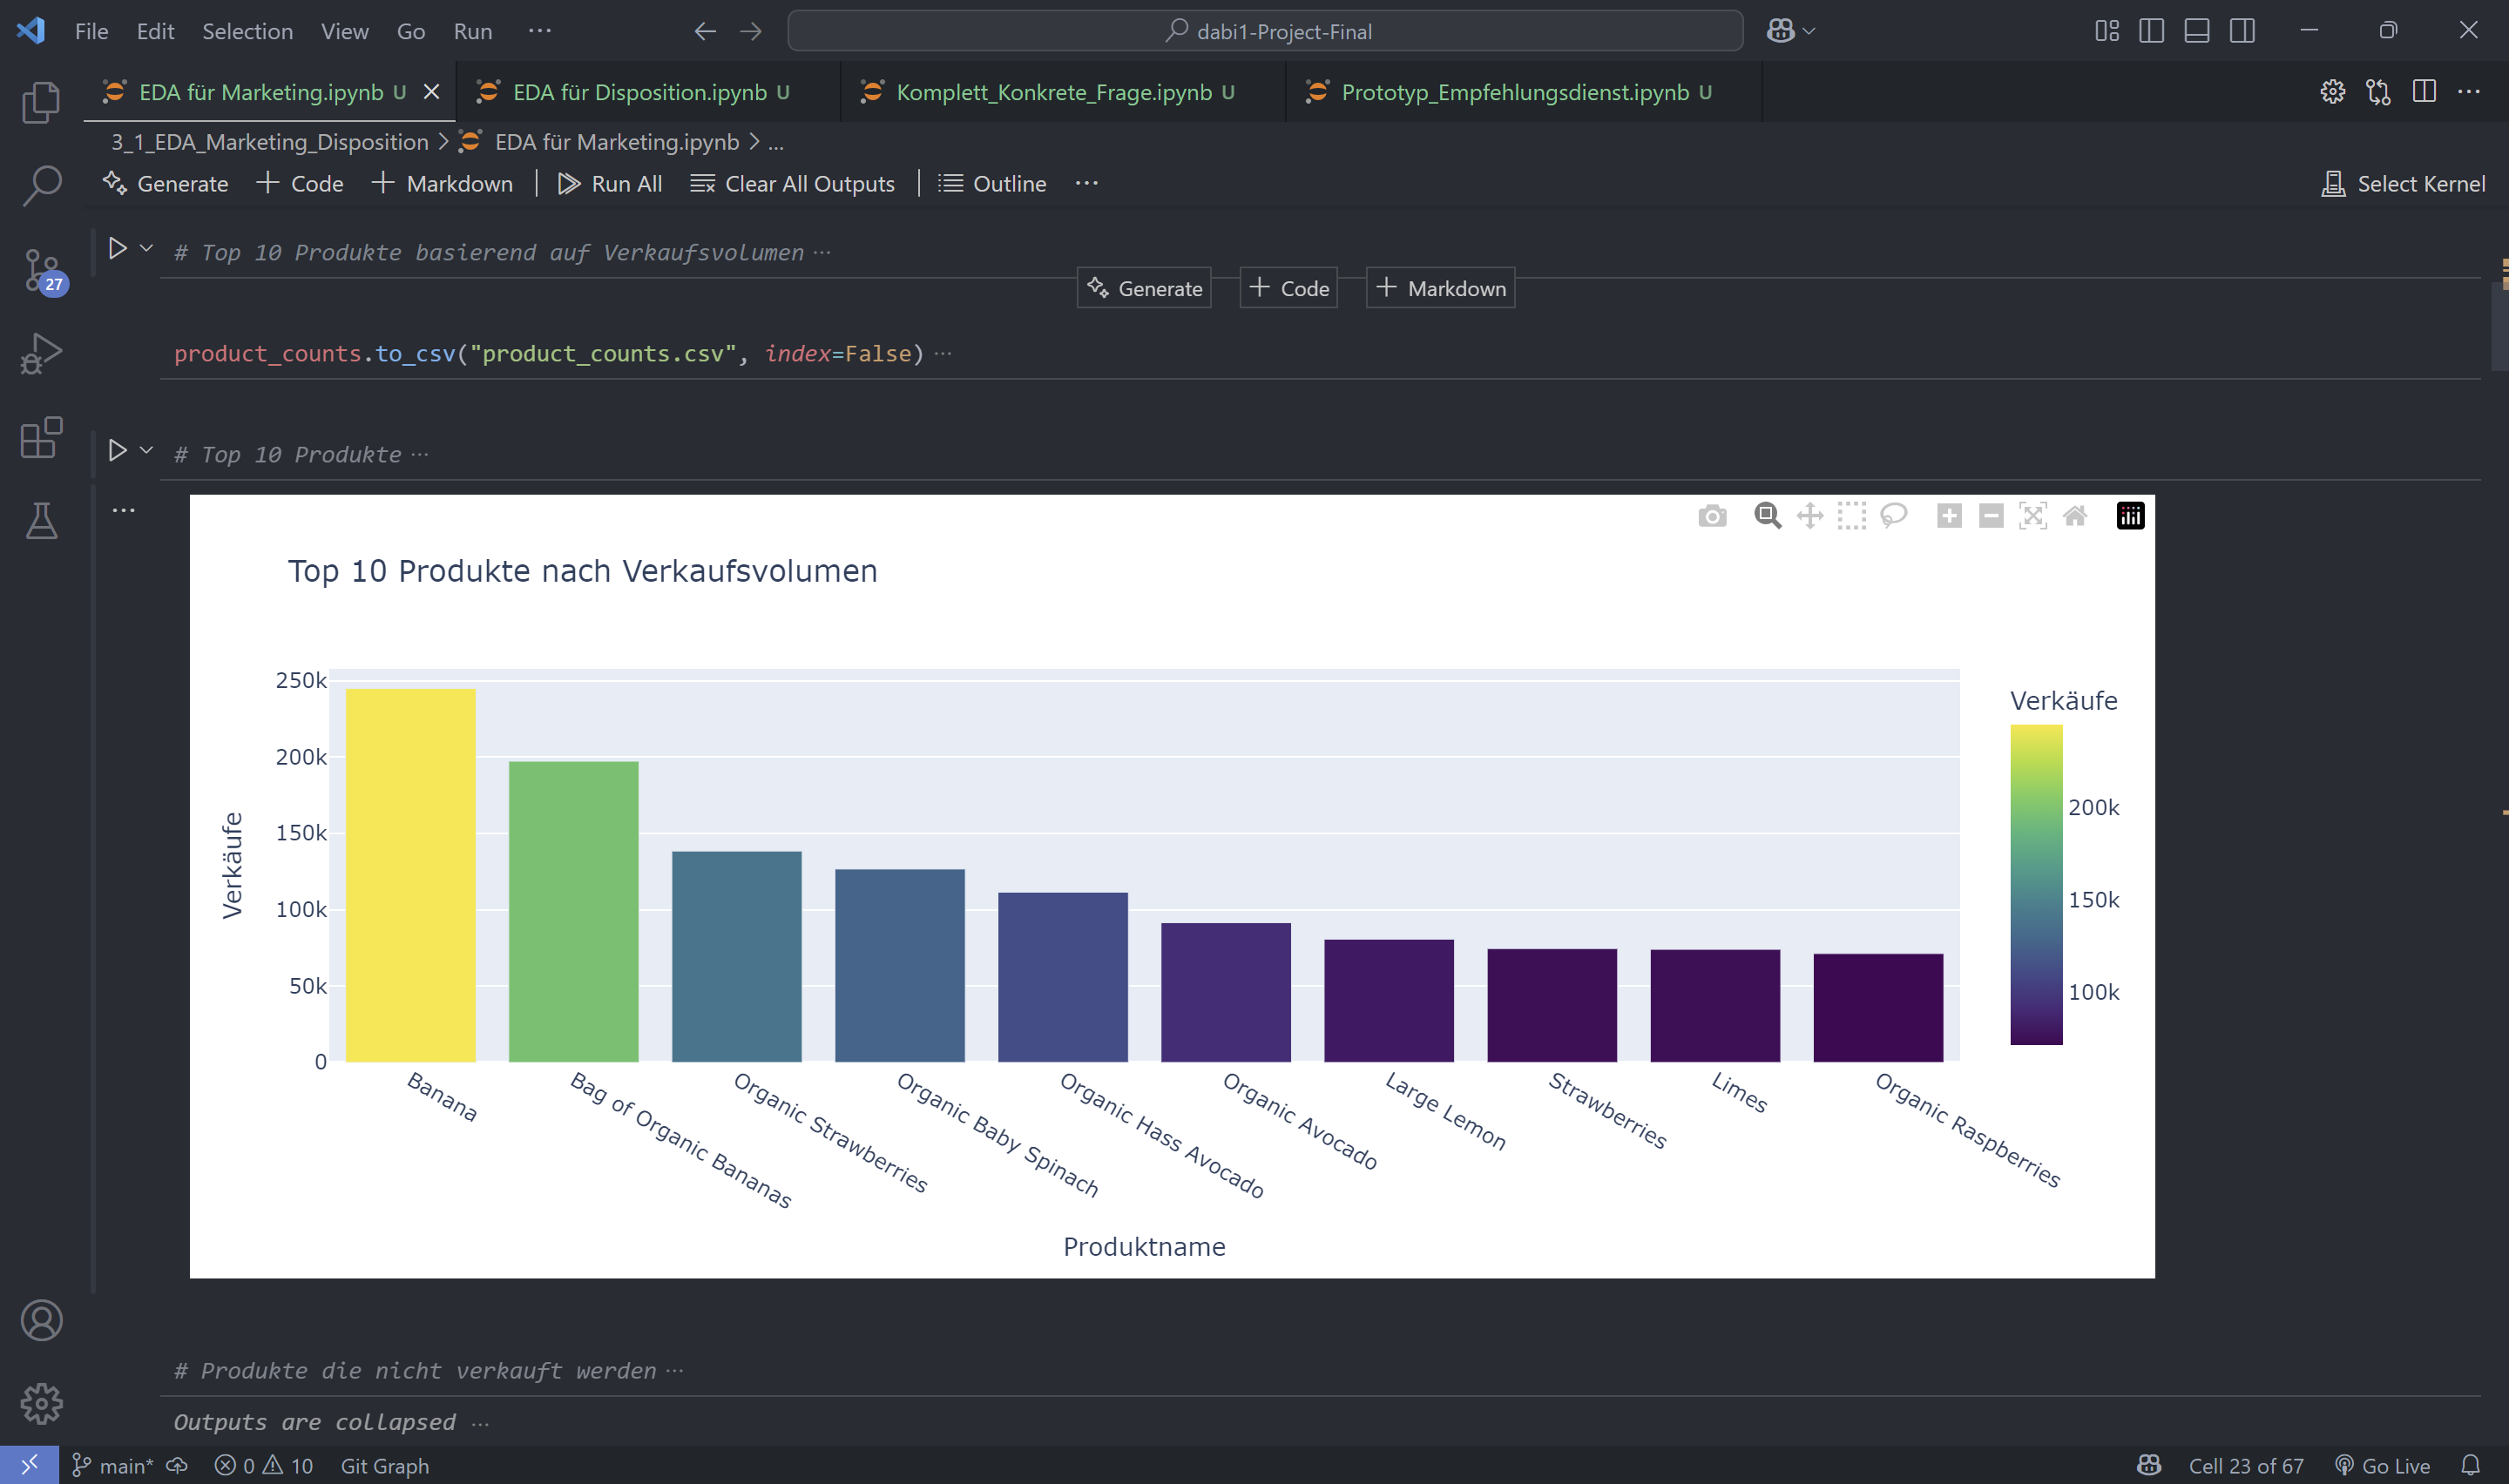 File Edit Selection View Go Run ···
dabi1-Project-Final
EDA für Marketing.ipynb U
EDA für Disposition.ipynb U
Komplett_Konkrete_Frage.ipynb U
Prototyp_Empfehlungsdienst.ipynb U
3_1_EDA_Marketing_Disposition > EDA für Marketing.ipynb > ...
Generate + Code + Markdown | Run All Clear All Outputs | Outline ···
Select Kernel
27
# Top 10 Produkte basierend auf Verkaufsvolumen ···
Generate + Code + Markdown
product_counts.to_csv("product_counts.csv", index=False) ···
# Top 10 Produkte ···
Top 10 Produkte nach Verkaufsvolumen
250k
200k
150k
100k
50k
0
Verkäufe
Banana
Bag of Organic Bananas
Organic Strawberries
Organic Baby Spinach
Organic Hass Avocado
Organic Avocado
Large Lemon
Strawberries
Limes
Organic Raspberries
Produktname
Verkäufe
200k
150k
100k
# Produkte die nicht verkauft werden ···
Outputs are collapsed ···
main* 0 10 Git Graph
Cell 23 of 67 Go Live